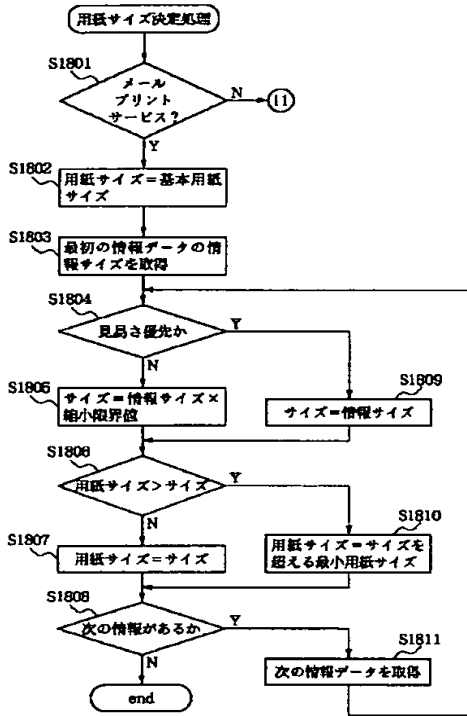 用紙サイズ決定処理
S1801
メール
プリント
サービス?
N
11
Y
S1802
用紙サイズ=基本用紙
サイズ
S1803
最初の情報データの情
報サイズを取得
S1804
見易さ優先か
Y
N
S1805
サイズ=情報サイズ×
縮小限界値
S1809
サイズ=情報サイズ
S1806
用紙サイズ>サイズ
Y
N
S1807
用紙サイズ=サイズ
S1810
用紙サイズ=サイズを
超える最小用紙サイズ
S1808
次の情報があるか
Y
N
S1811
次の情報データを取得
end